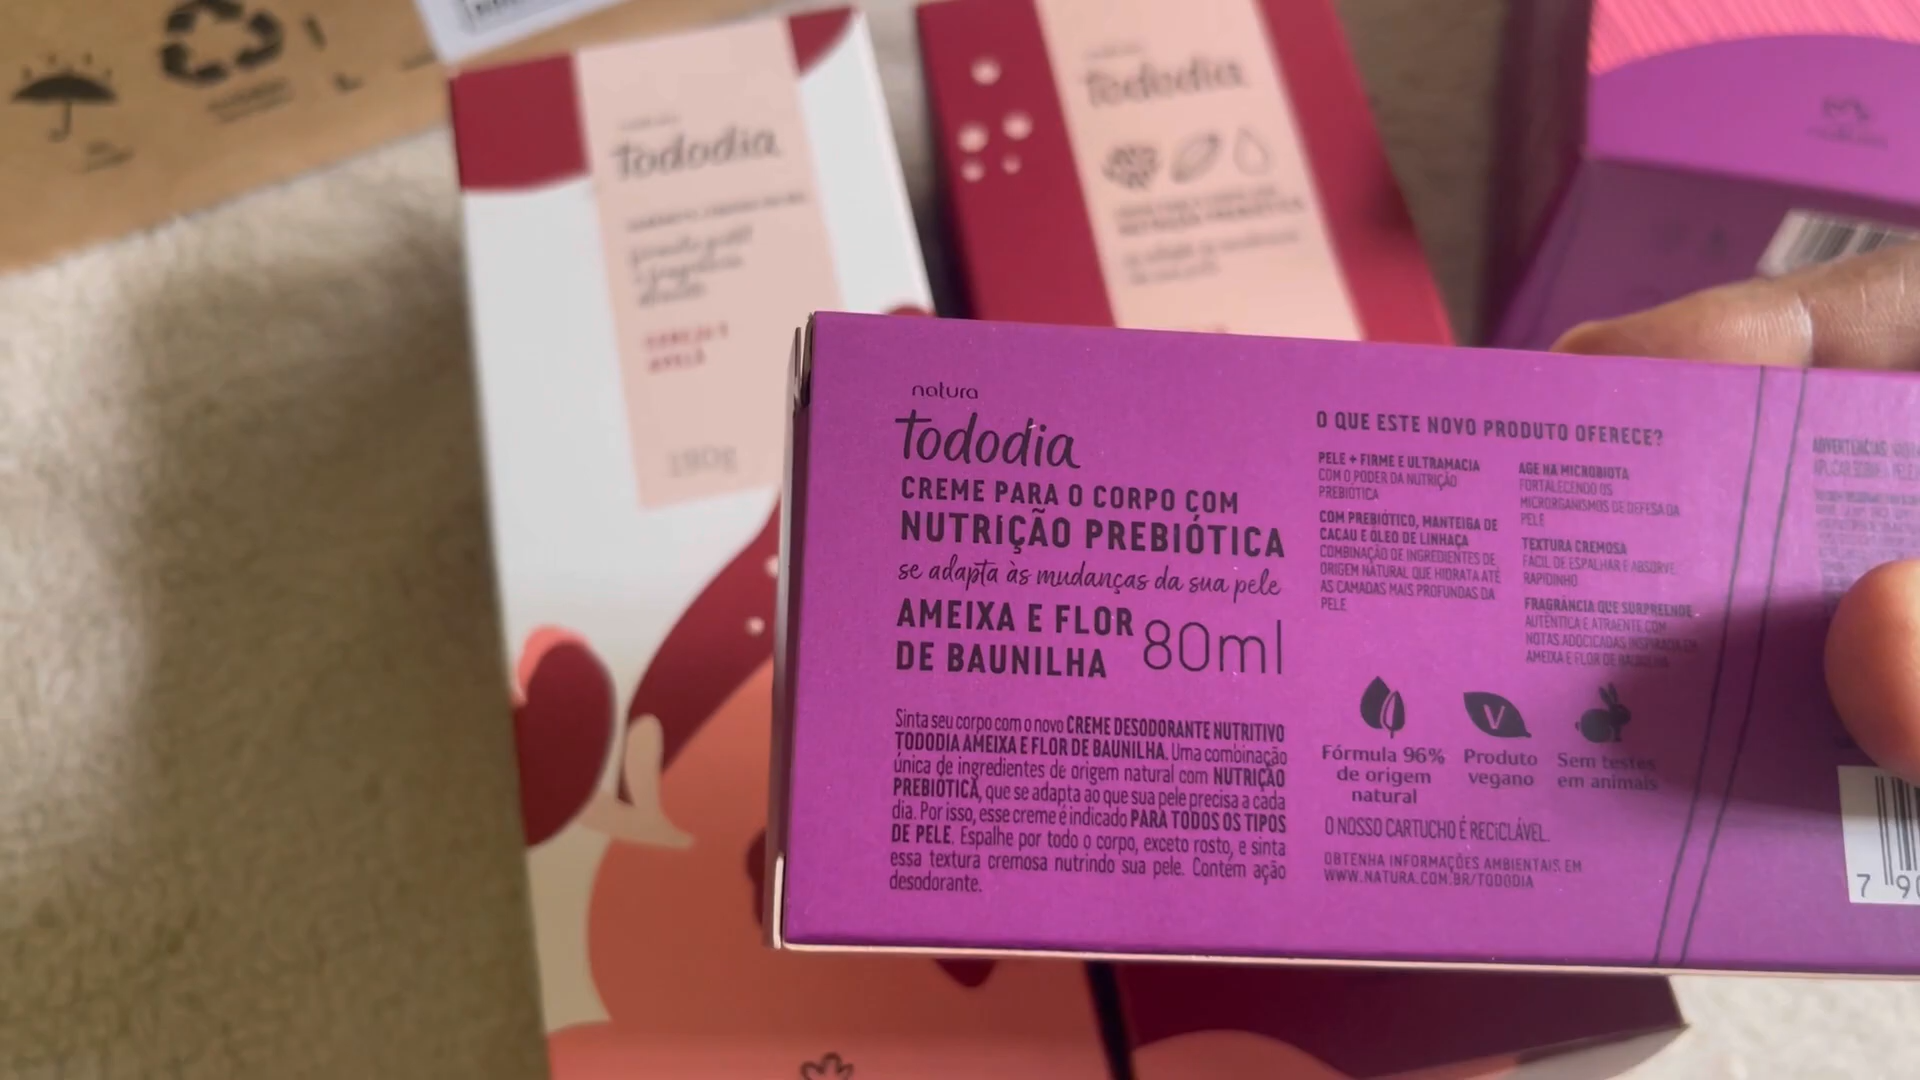 Tododia
180g
Tododia
natura
Tododia
CREME PARA O CORPO COM
NUTRIÇÃO PREBIÓTICA
se adapta às mudanças da sua pele
AMEIXA E FLOR
DE BAUNILHA
80ml
Sinta seu corpo com o novo CREME DESODORANTE NUTRITIVO
TODODIA AMEIXA E FLOR DE BAUNILHA. Uma combinação
única de ingredientes de origem natural com NUTRIÇÃO
PREBIÓTICA, que se adapta ao que sua pele precisa a cada
dia. Por isso, esse creme é indicado PARA TODOS OS TIPOS
DE PELE. Espalhe por todo o corpo, exceto rosto, e sinta
essa textura cremosa nutrindo sua pele. Contém ação
desodorante.
O QUE ESTE NOVO PRODUTO OFERECE?
PELE + FIRME E ULTRAMACIA
COM O PODER DA NUTRIÇÃO
PREBIÓTICA
COM PREBIÓTICO, MANTEIGA DE
CACAU E ÓLEO DE LINHAÇA
COMBINAÇÃO DE INGREDIENTES DE
ORIGEM NATURAL QUE HIDRATA ATÉ
AS CAMADAS MAIS PROFUNDAS DA
PELE
AGE NA MICROBIOTA
FORTALECENDO OS
MICRORGANISMOS DE DEFESA DA
PELE
TEXTURA CREMOSA
FÁCIL DE ESPALHAR E ABSORVE
RAPIDINHO
FRAGRÂNCIA QUE SURPREENDE
AUTÊNTICA E ATRAENTE COM
NOTAS ADOCICADAS INSPIRADA EM
AMEIXA E FLOR DE BAUNILHA
Fórmula 96%
de origem
natural
Produto
vegano
Sem testes
em animais
O NOSSO CARTUCHO É RECICLÁVEL.
OBTENHA INFORMAÇÕES AMBIENTAIS EM
WWW.NATURA.COM.BR/TODODIA